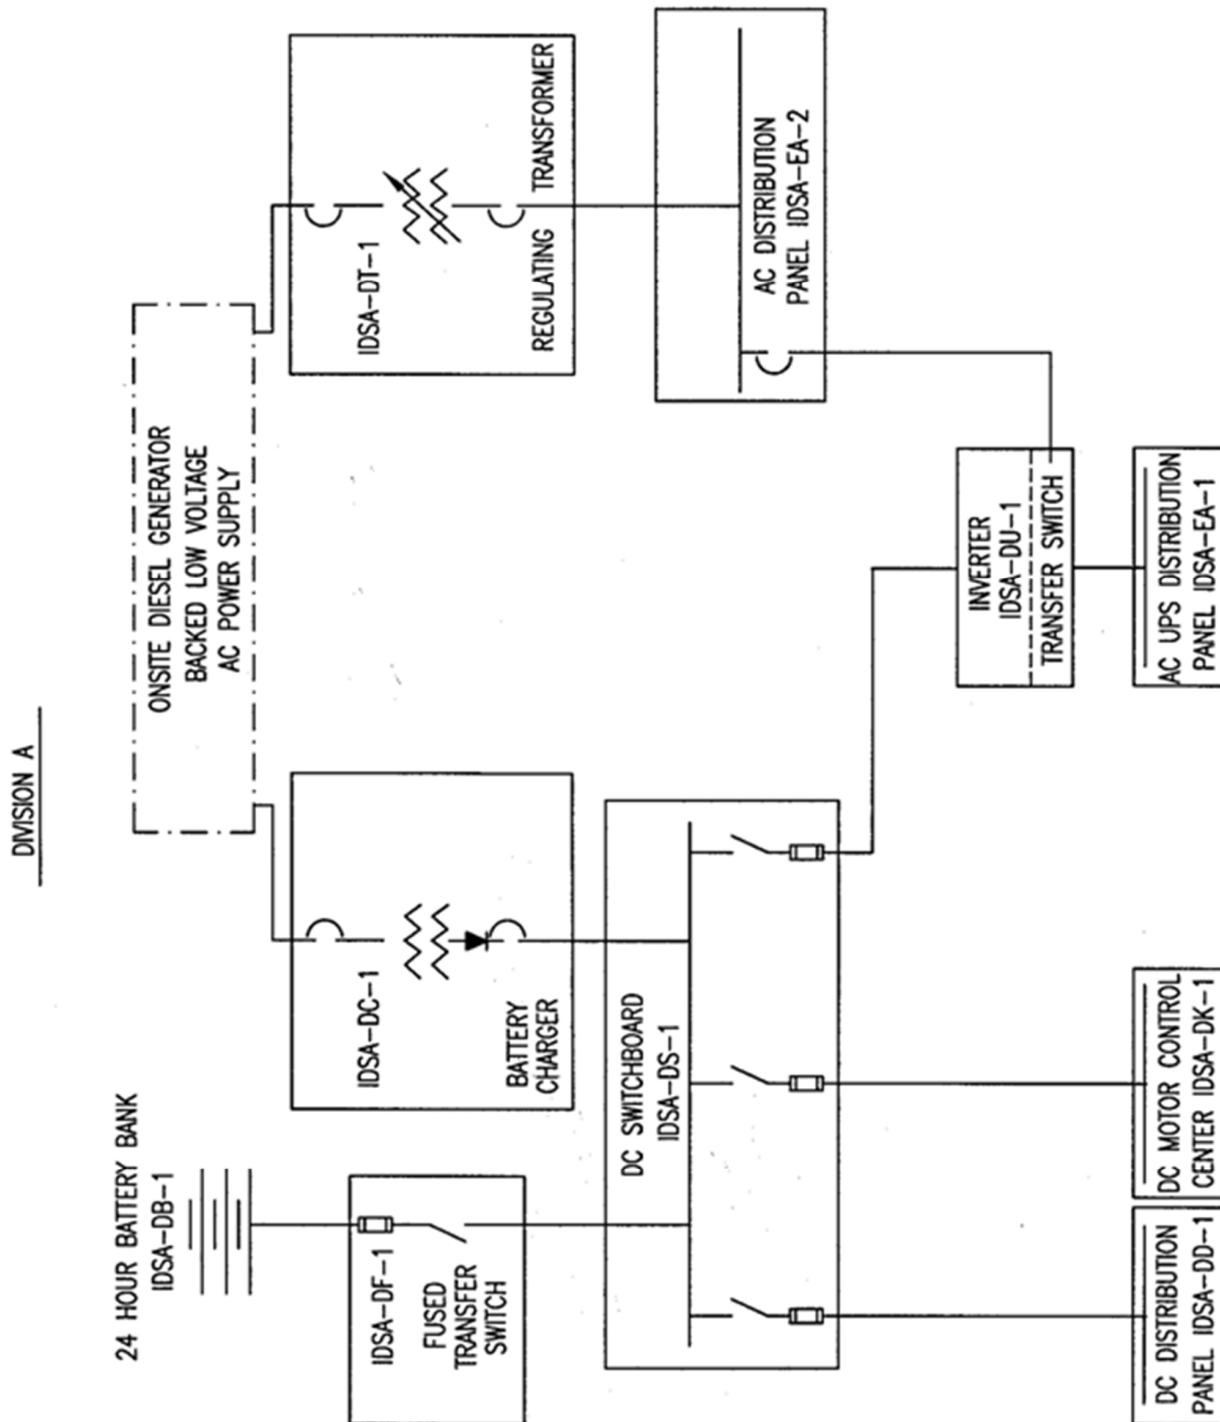 DIVISION A
24 HOUR BATTERY BANK
IDSA-DB-1
ONSITE DIESEL GENERATOR
BACKED LOW VOLTAGE
AC POWER SUPPLY
IDSA-DF-1
FUSED
TRANSFER
SWITCH
IDSA-DC-1
BATTERY
CHARGER
IDSA-DT-1
REGULATING TRANSFORMER
DC SWITCHBOARD
IDSA-DS-1
AC DISTRIBUTION
PANEL IDSA-EA-2
INVERTER
IDSA-DU-1
TRANSFER SWITCH
DC DISTRIBUTION
PANEL IDSA-DD-1
DC MOTOR CONTROL
CENTER IDSA-DK-1
AC UPS DISTRIBUTION
PANEL IDSA-EA-1